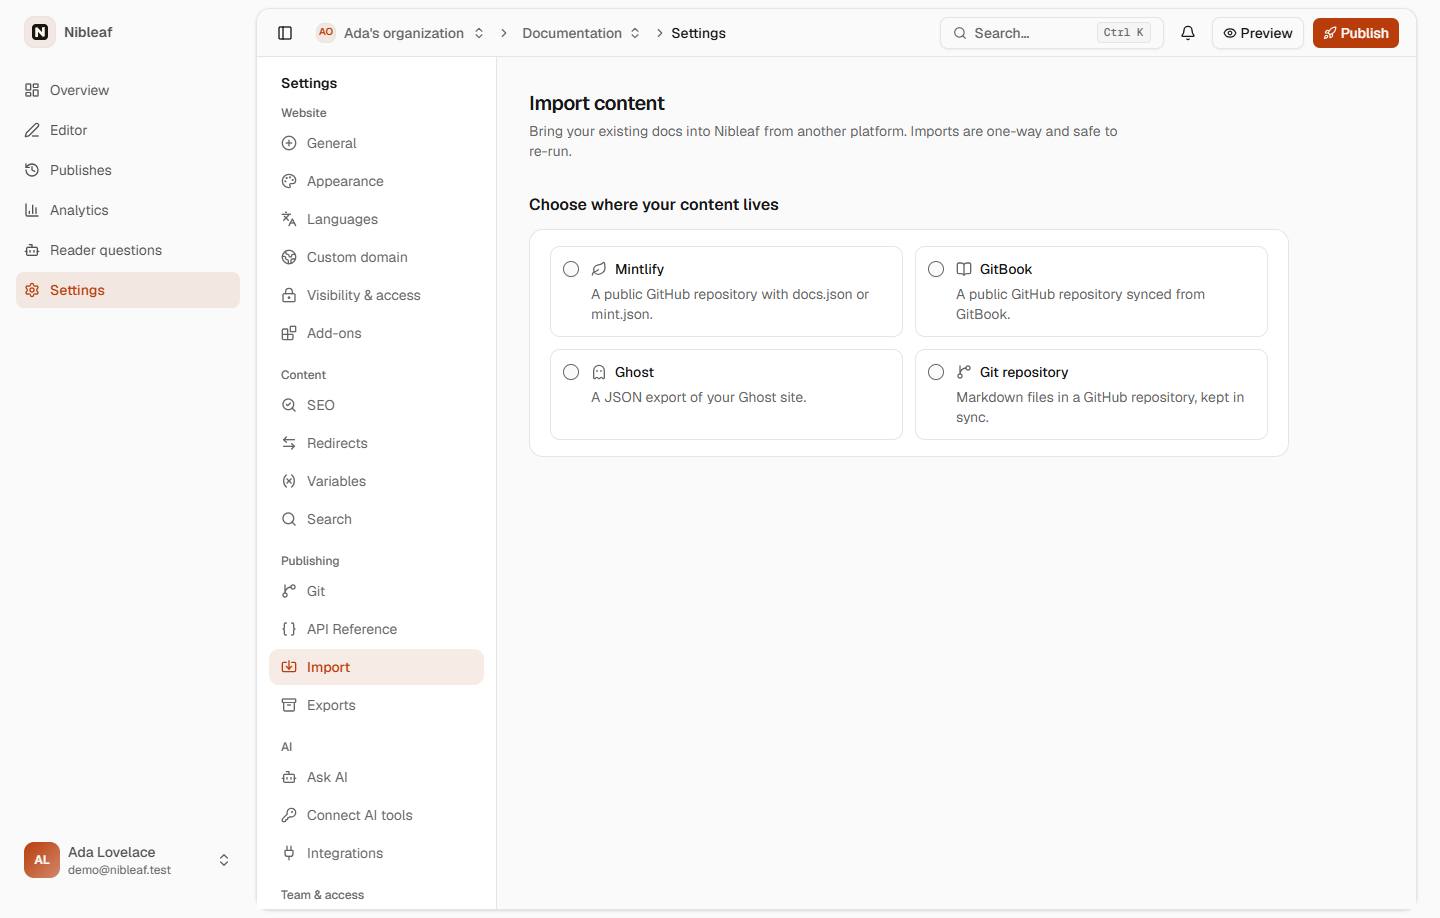 Nibleaf
Overview
Editor
Publishes
Analytics
Reader questions
Settings
AL
Ada Lovelace
demo@nibleaf.test
AO
Ada's organization
Documentation
Settings
Search...
Ctrl K
Preview
Publish
Settings
Website
General
Appearance
Languages
Custom domain
Visibility & access
Add-ons
Content
SEO
Redirects
Variables
Search
Publishing
Git
API Reference
Import
Exports
AI
Ask AI
Connect AI tools
Integrations
Team & access
Import content
Bring your existing docs into Nibleaf from another platform. Imports are one-way and safe to
re-run.
Choose where your content lives
Mintlify
A public GitHub repository with docs.json or
mint.json.
GitBook
A public GitHub repository synced from
GitBook.
Ghost
A JSON export of your Ghost site.
Git repository
Markdown files in a GitHub repository, kept in
sync.